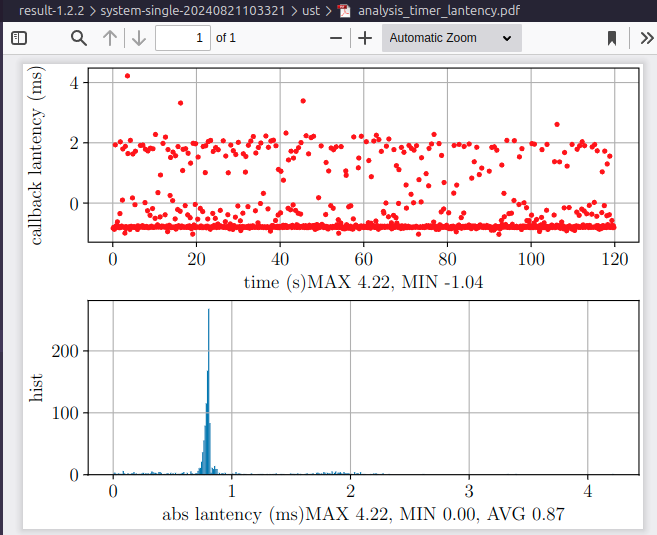 result-1.2.2 > system-single-20240821103321 > ust > analysis_timer_lantency.pdf
1 of 1 − + Automatic Zoom
callback lantency (ms)
4
2
0
0 20 40 60 80 100 120
time (s)MAX 4.22, MIN -1.04
hist
200
100
0
0 1 2 3 4
abs lantency (ms)MAX 4.22, MIN 0.00, AVG 0.87